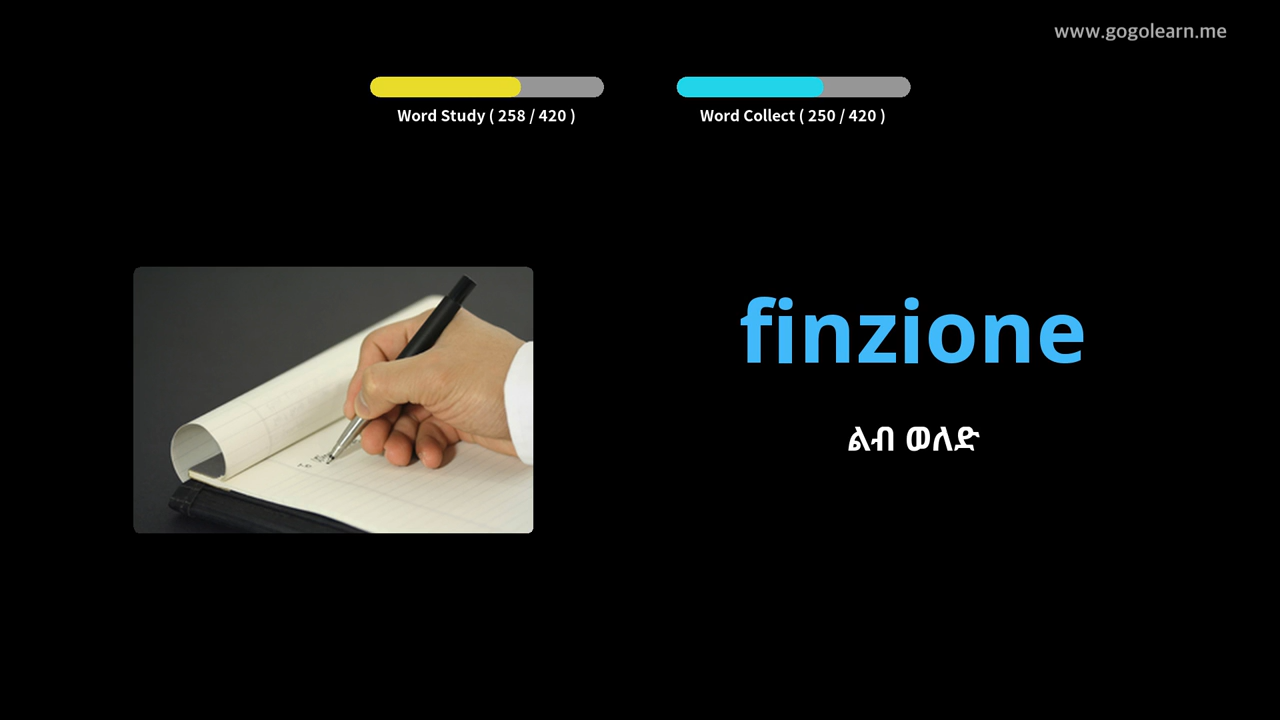 www.gogolearn.me
Word Study ( 258 / 420 )
Word Collect ( 250 / 420 )
finzione
ልብ ወለድ